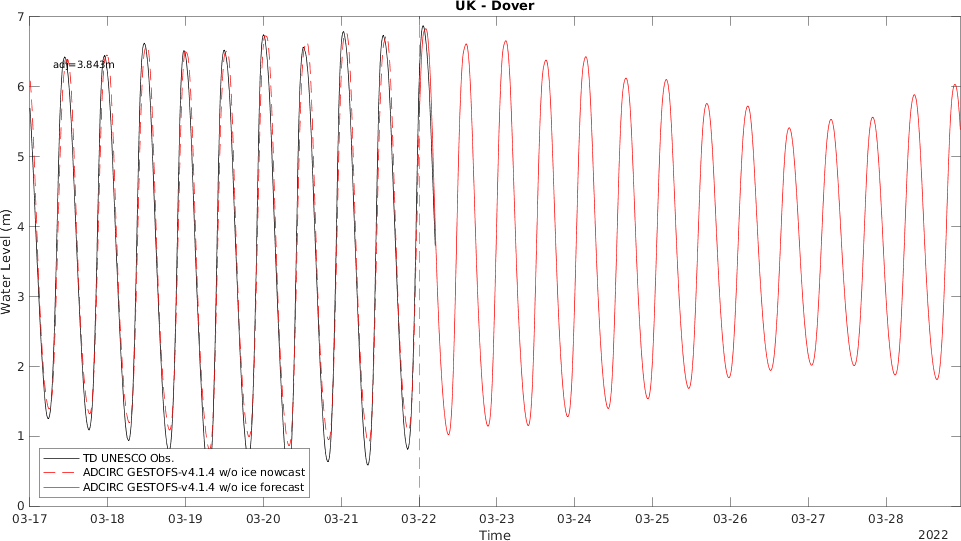 UK - Dover
7
adj=3.843m
6
5
4
3
2
1
0
Water Level (m)
TD UNESCO Obs.
ADCIRC GESTOFS-v4.1.4 w/o ice nowcast
ADCIRC GESTOFS-v4.1.4 w/o ice forecast
03-17 03-18 03-19 03-20 03-21 03-22 03-23 03-24 03-25 03-26 03-27 03-28
Time
2022